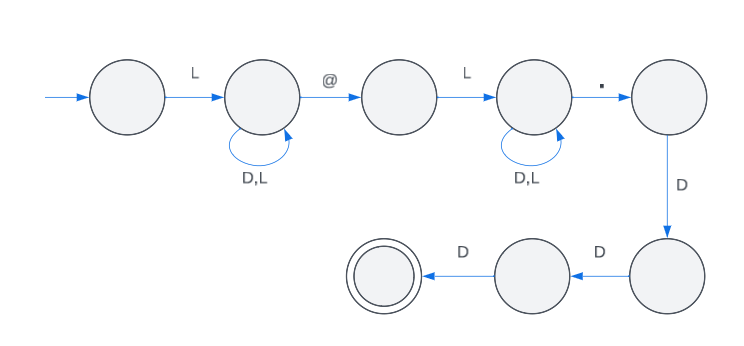 L @ L .
D,L D,L
D
D D